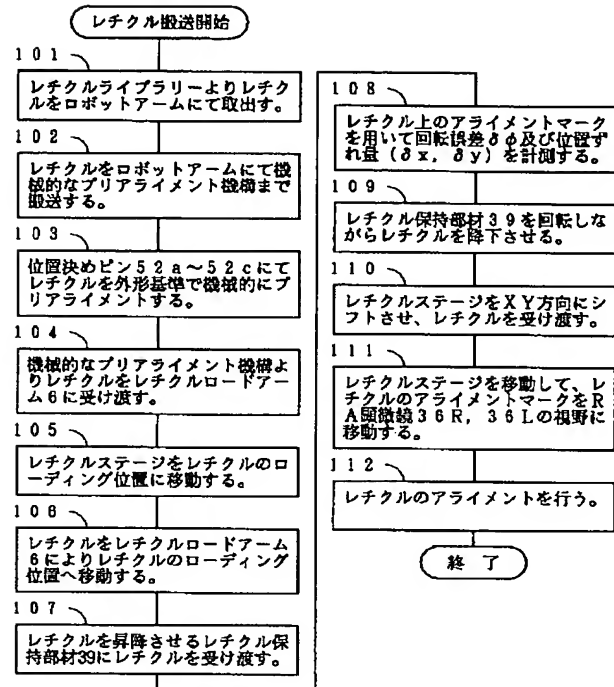 レチクル搬送開始
101
レチクルライブラリーよりレチク
ルをロボットアームにて取出す。
102
レチクルをロボットアームにて機
械的なプリアライメント機構まで
搬送する。
103
位置決めピン52a〜52cにて
レチクルを外形基準で機械的にプ
リアライメントする。
104
機械的なプリアライメント機構よ
りレチクルをレチクルロードアー
ム6に受け渡す。
105
レチクルステージをレチクルのロ
ーディング位置に移動する。
106
レチクルをレチクルロードアーム
6によりレチクルのローディング
位置へ移動する。
107
レチクルを昇降させるレチクル保
持部材39にレチクルを受け渡す。
108
レチクル上のアライメントマーク
を用いて回転誤差δφ及び位置ず
れ量(δx,δy)を計測する。
109
レチクル保持部材39を回転しな
がらレチクルを降下させる。
110
レチクルステージをXY方向にシ
フトさせ、レチクルを受け渡す。
111
レチクルステージを移動して、レ
チクルのアライメントマークをR
A顕微鏡36R,36Lの視野に
移動する。
112
レチクルのアライメントを行う。
終了